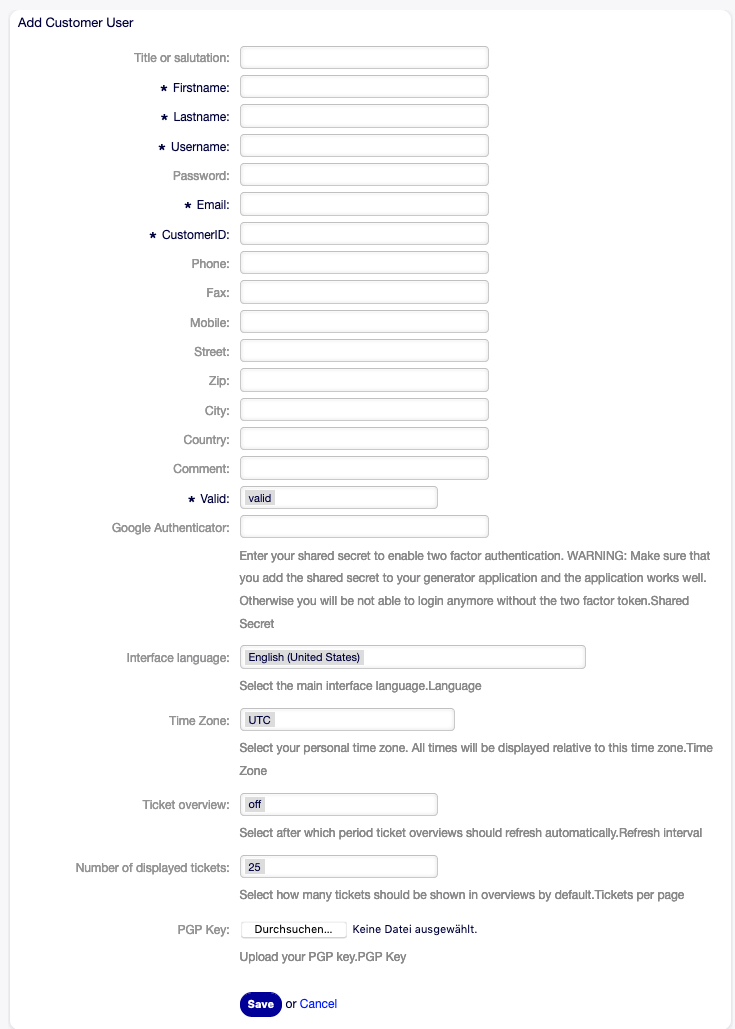 Add Customer User
Title or salutation:
* Firstname:
* Lastname:
* Username:
Password:
* Email:
* CustomerID:
Phone:
Fax:
Mobile:
Street:
Zip:
City:
Country:
Comment:
* Valid: valid
Google Authenticator:
Enter your shared secret to enable two factor authentication. WARNING: Make sure that
you add the shared secret to your generator application and the application works well.
Otherwise you will be not able to login anymore without the two factor token.Shared
Secret
Interface language: English (United States)
Select the main interface language.Language
Time Zone: UTC
Select your personal time zone. All times will be displayed relative to this time zone.Time
Zone
Ticket overview: off
Select after which period ticket overviews should refresh automatically.Refresh interval
Number of displayed tickets: 25
Select how many tickets should be shown in overviews by default.Tickets per page
PGP Key: Durchsuchen... Keine Datei ausgewählt.
Upload your PGP key.PGP Key
Save or Cancel